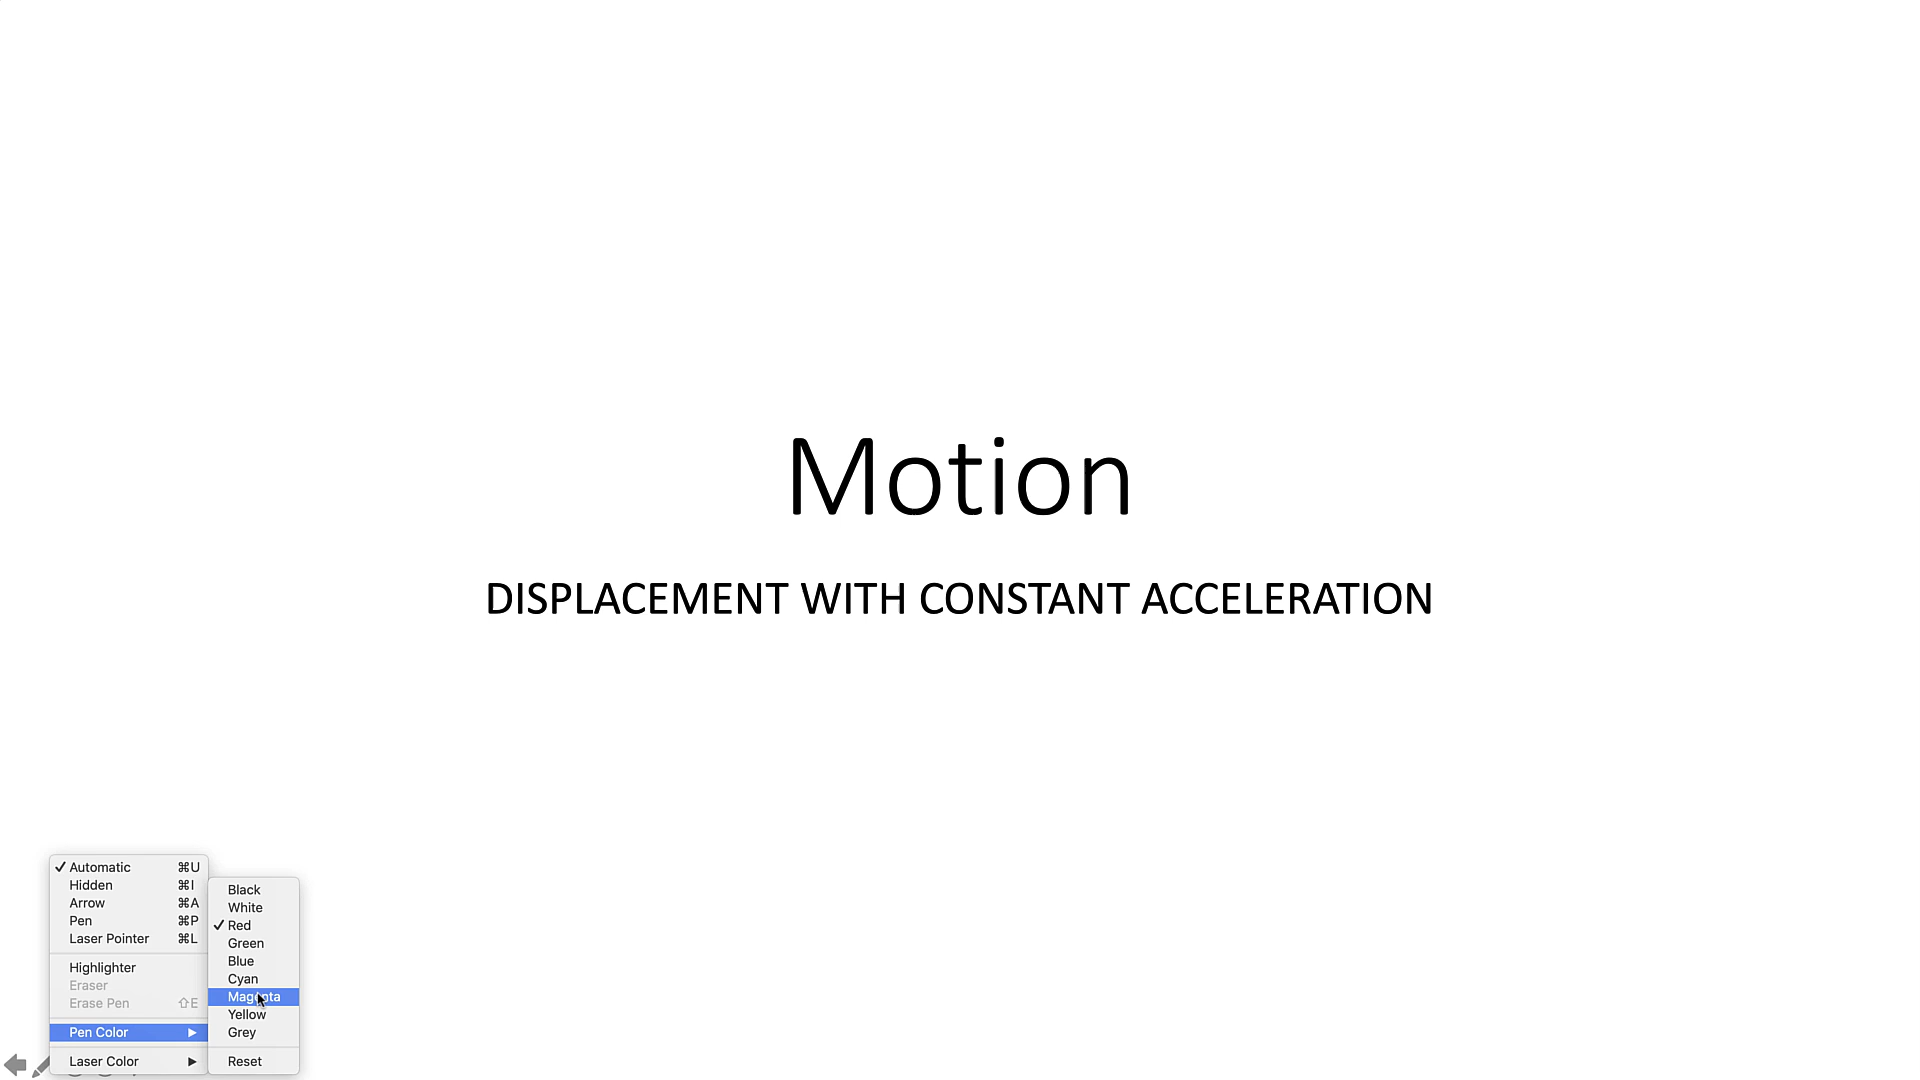 Motion
DISPLACEMENT WITH CONSTANT ACCELERATION
✓ Automatic ⌘U
Hidden ⌘I
Arrow ⌘A
Pen ⌘P
Laser Pointer ⌘L
Highlighter
Eraser
Erase Pen ⇧E
Pen Color ▶
Laser Color ▶
Black
White
✓ Red
Green
Blue
Cyan
Magenta
Yellow
Grey
Reset